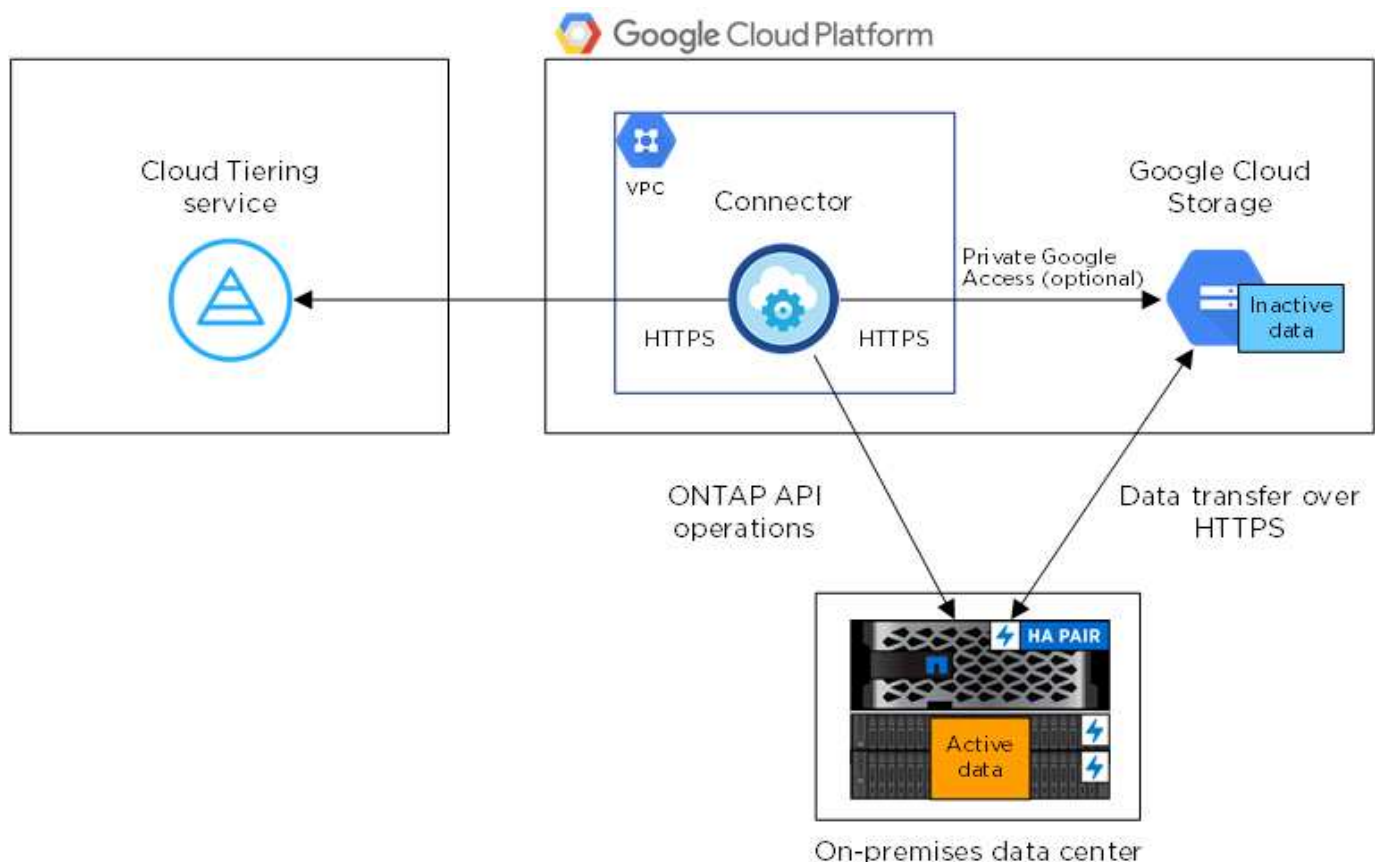 Google Cloud Platform
Cloud Tiering
service
VPC
Connector
Google Cloud
Storage
Private Google
Access (optional)
HTTPS
HTTPS
Inactive
data
ONTAP API
operations
Data transfer over
HTTPS
HA PAIR
Active
data
On-premises data center